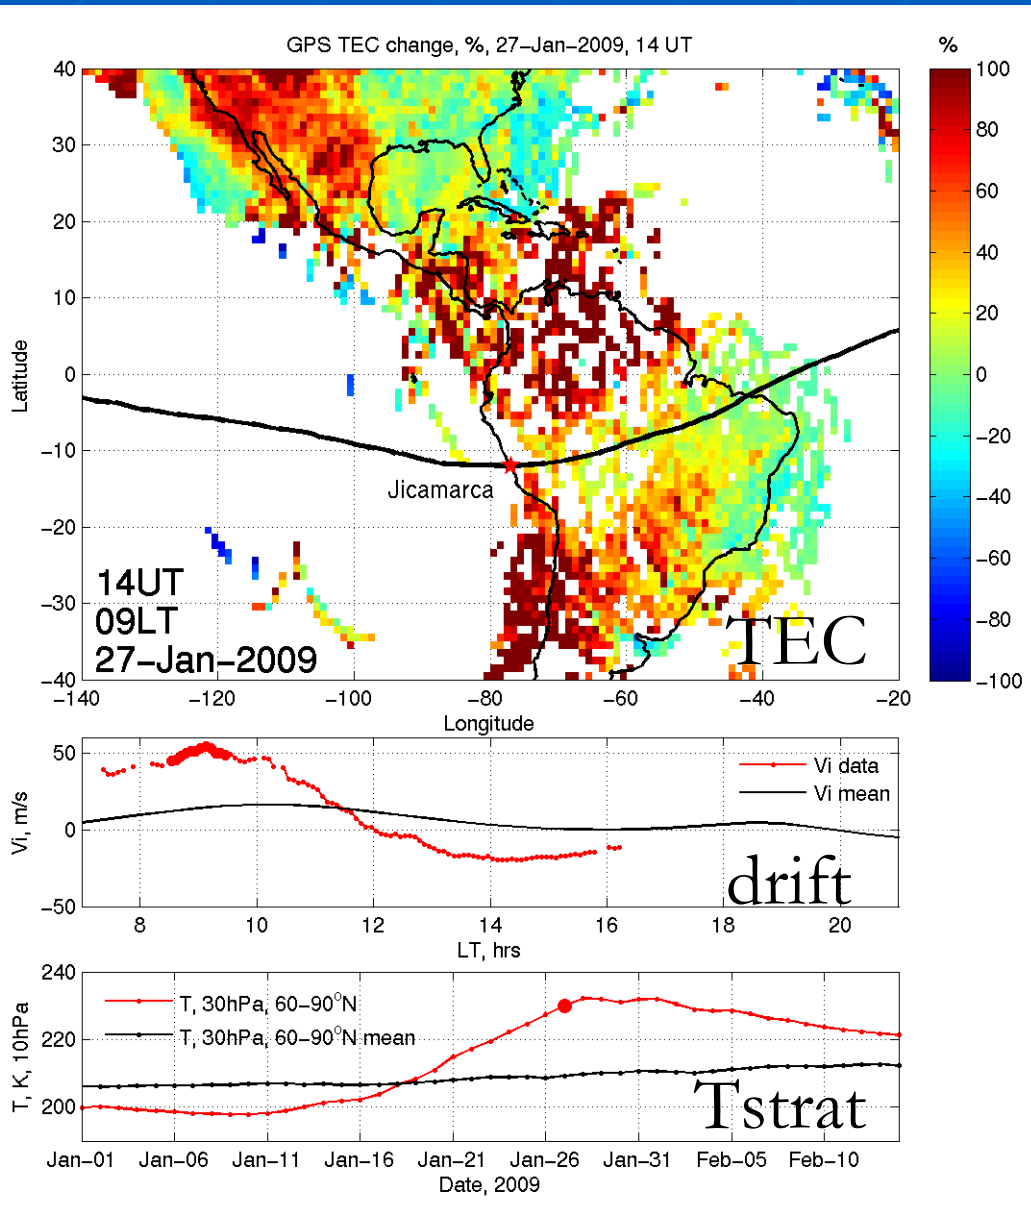 GPS TEC change, %, 27-Jan-2009, 14 UT
%
40
30
20
10
0
-10
-20
-30
-40
Latitude
-140
-120
-100
-80
-60
-40
-20
Longitude
100
80
60
40
20
0
-20
-40
-60
-80
-100
Jicamarca
14UT
09LT
27-Jan-2009
TEC
50
0
-50
Vi, m/s
Vi data
Vi mean
drift
8
10
12
14
16
18
20
LT, hrs
240
220
200
T, K, 10hPa
T, 30hPa, 60-90°N
T, 30hPa, 60-90°N mean
Tstrat
Jan-01
Jan-06
Jan-11
Jan-16
Jan-21
Jan-26
Jan-31
Feb-05
Feb-10
Date, 2009